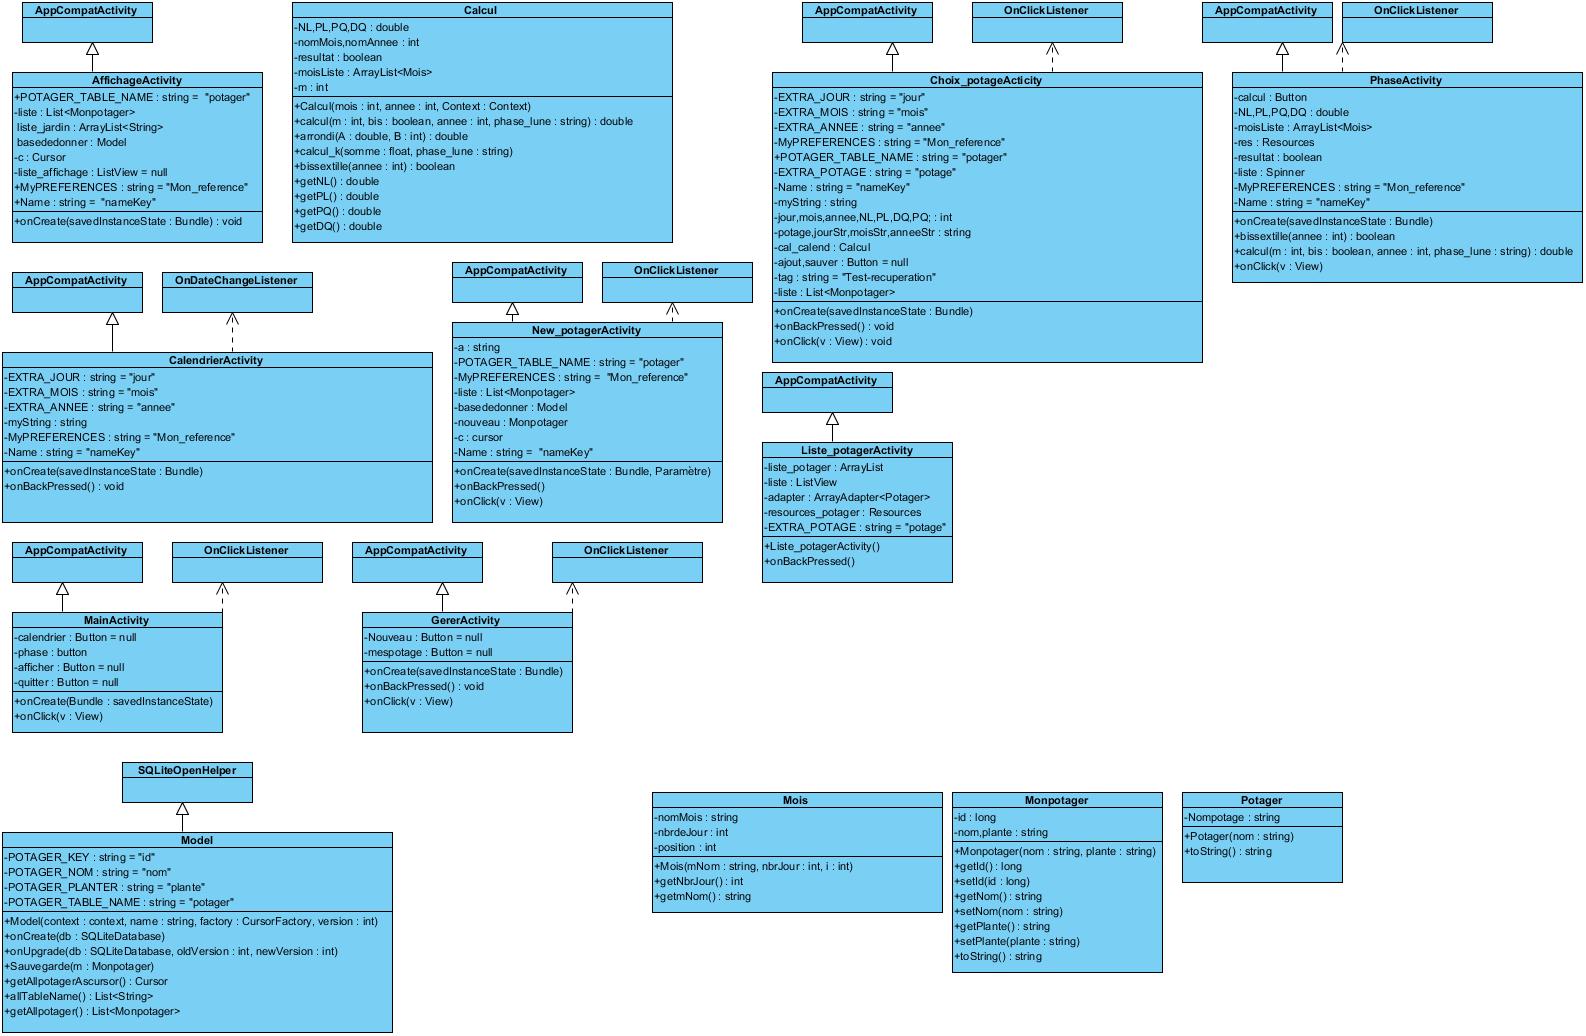 AppCompatActivity
AffichageActivity
+POTAGER_TABLE_NAME : string =  "potager"
-liste : List<Monpotager>
liste_jardin : ArrayList<String>
basededonner : Model
-c : Cursor
-liste_affichage : ListView = null
+MyPREFERENCES : string = "Mon_reference"
+Name : string =  "nameKey"
+onCreate(savedInstanceState : Bundle) : void
Calcul
-NL,PL,PQ,DQ : double
-nomMois,nomAnnee : int
-resultat : boolean
-moisListe : ArrayList<Mois>
-m : int
+Calcul(mois : int, annee : int, Context : Context)
+calcul(m : int, bis : boolean, annee : int, phase_lune : string) : double
+arrondi(A : double, B : int) : double
+calcul_k(somme : float, phase_lune : string)
+bissextille(annee : int) : boolean
+getNL() : double
+getPL() : double
+getPQ() : double
+getDQ() : double
AppCompatActivity
OnClickListener
Choix_potageActicity
-EXTRA_JOUR : string = "jour"
-EXTRA_MOIS : string = "mois"
-EXTRA_ANNEE : string = "annee"
-MyPREFERENCES : string = "Mon_reference"
+POTAGER_TABLE_NAME : string = "potager"
-EXTRA_POTAGE : string = "potage"
-Name : string = "nameKey"
-myString : string
-jour,mois,annee,NL,PL,DQ,PQ; : int
-potage,jourStr,moisStr,anneeStr : string
-cal_calend : Calcul
-ajout,sauver : Button = null
-tag : string = "Test-recuperation"
-liste : List<Monpotager>
+onCreate(savedInstanceState : Bundle)
+onBackPressed() : void
+onClick(v : View) : void
AppCompatActivity
OnClickListener
PhaseActivity
-calcul : Button
-NL,PL,PQ,DQ : double
-moisListe : ArrayList<Mois>
-res : Resources
-resultat : boolean
-liste : Spinner
-MyPREFERENCES : string = "Mon_reference"
-Name : string = "nameKey"
+onCreate(savedInstanceState : Bundle)
+bissextille(annee : int) : boolean
+calcul(m : int, bis : boolean, annee : int, phase_lune : string) : double
+onClick(v : View)
AppCompatActivity
OnDateChangeListener
CalendrierActivity
-EXTRA_JOUR : string = "jour"
-EXTRA_MOIS : string = "mois"
-EXTRA_ANNEE : string = "annee"
-myString : string
-MyPREFERENCES : string = "Mon_reference"
-Name : string = "nameKey"
+onCreate(savedInstanceState : Bundle)
+onBackPressed() : void
AppCompatActivity
OnClickListener
New_potagerActivity
-a : string
-POTAGER_TABLE_NAME : string = "potager"
-MyPREFERENCES : string =  "Mon_reference"
-liste : List<Monpotager>
-basededonner : Model
-nouveau : Monpotager
-c : cursor
-Name : string =  "nameKey"
+onCreate(savedInstanceState : Bundle, Paramètre)
+onBackPressed()
+onClick(v : View)
AppCompatActivity
Liste_potagerActivity
-liste_potager : ArrayList
-liste : ListView
-adapter : ArrayAdapter<Potager>
-resources_potager : Resources
-EXTRA_POTAGE : string = "potage"
+Liste_potagerActivity()
+onBackPressed()
AppCompatActivity
OnClickListener
MainActivity
-calendrier : Button = null
-phase : button
-afficher : Button = null
-quitter : Button = null
+onCreate(Bundle : savedInstanceState)
+onClick(v : View)
AppCompatActivity
OnClickListener
GererActivity
-Nouveau : Button = null
-mespotage : Button = null
+onCreate(savedInstanceState : Bundle)
+onBackPressed() : void
+onClick(v : View)
SQLiteOpenHelper
Model
-POTAGER_KEY : string = "id"
-POTAGER_NOM : string = "nom"
-POTAGER_PLANTER : string = "plante"
-POTAGER_TABLE_NAME : string = "potager"
+Model(context : context, name : string, factory : CursorFactory, version : int)
+onCreate(db : SQLiteDatabase)
+onUpgrade(db : SQLiteDatabase, oldVersion : int, newVersion : int)
+Sauvegarde(m : Monpotager)
+getAllpotagerAscursor() : Cursor
+allTableName() : List<String>
+getAllpotager() : List<Monpotager>
Mois
-nomMois : string
-nbrdeJour : int
-position : int
+Mois(mNom : string, nbrJour : int, i : int)
+getNbrJour() : int
+getmNom() : string
Monpotager
-id : long
-nom,plante : string
+Monpotager(nom : string, plante : string)
+getId() : long
+setId(id : long)
+getNom() : string
+setNom(nom : string)
+getPlante() : string
+setPlante(plante : string)
+toString() : string
Potager
-Nompotage : string
+Potager(nom : string)
+toString() : string